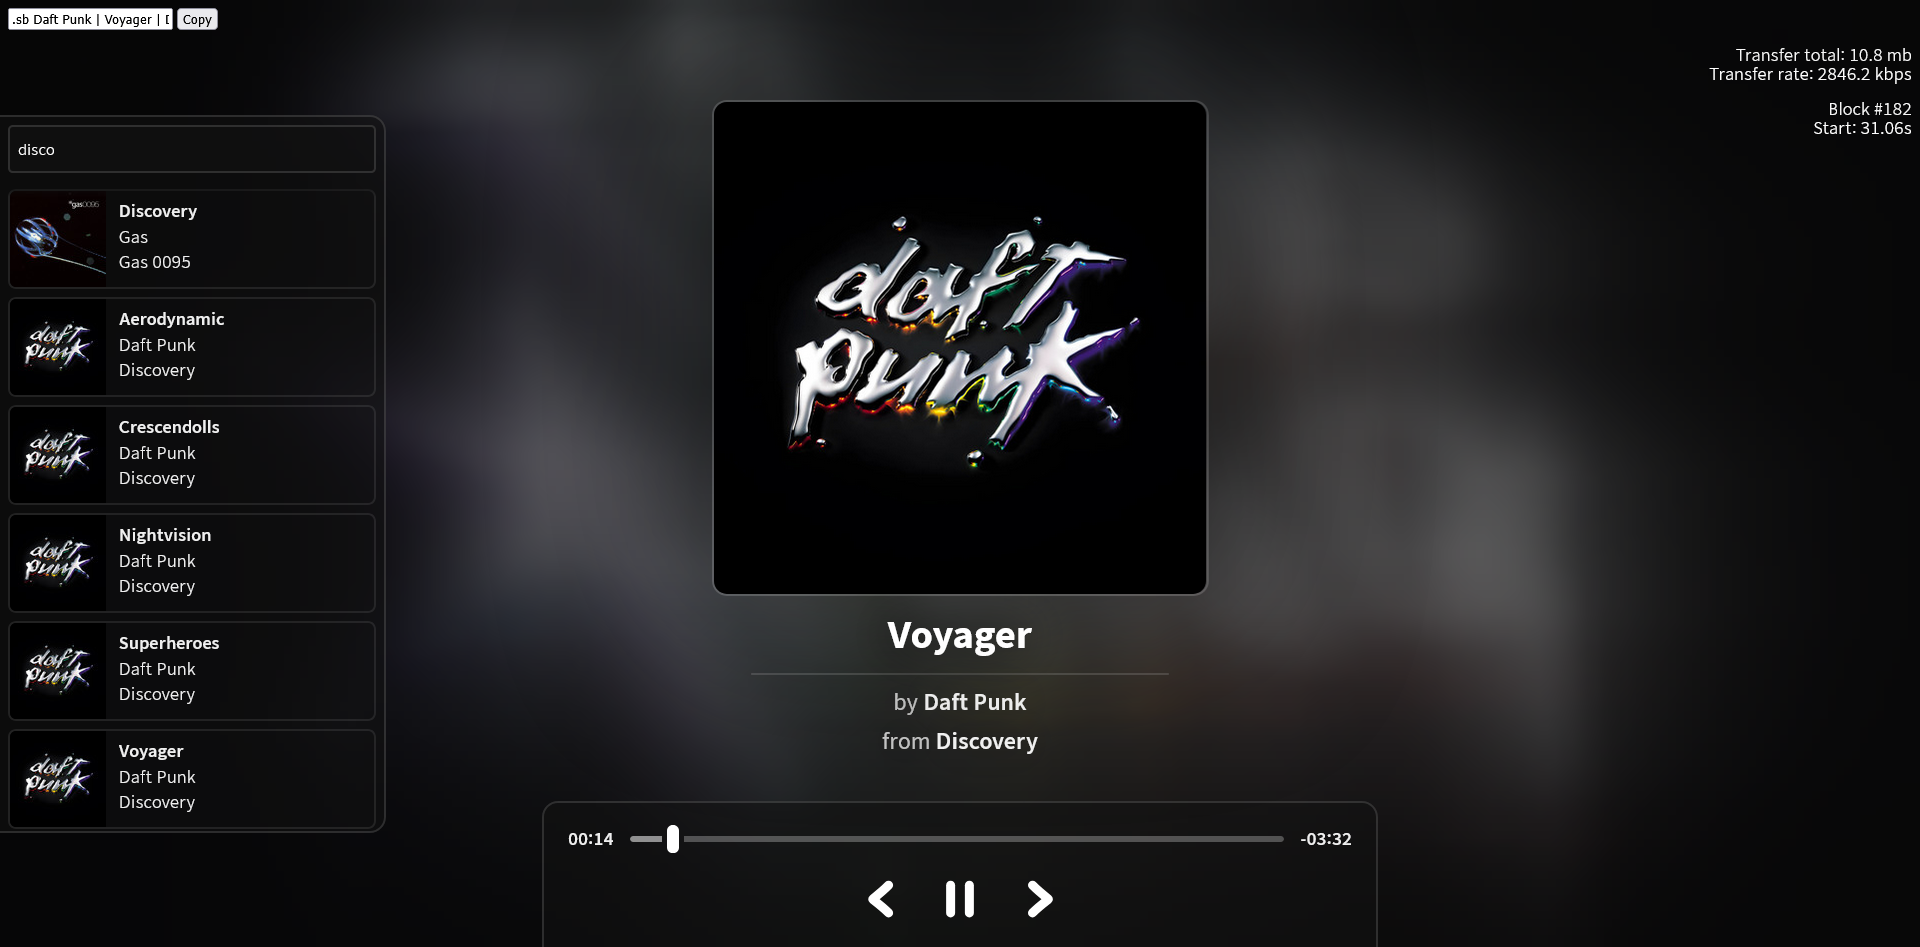 .sb Daft Punk | Voyager | D
Copy
Transfer total: 10.8 mb
Transfer rate: 2846.2 kbps
Block #182
Start: 31.06s
disco
*gas0095
Discovery
Gas
Gas 0095
daft
punk
Aerodynamic
Daft Punk
Discovery
daft
punk
Crescendolls
Daft Punk
Discovery
daft
punk
Nightvision
Daft Punk
Discovery
daft
punk
Superheroes
Daft Punk
Discovery
daft
punk
Voyager
Daft Punk
Discovery
daft
punk
Voyager
by Daft Punk
from Discovery
00:14
-03:32